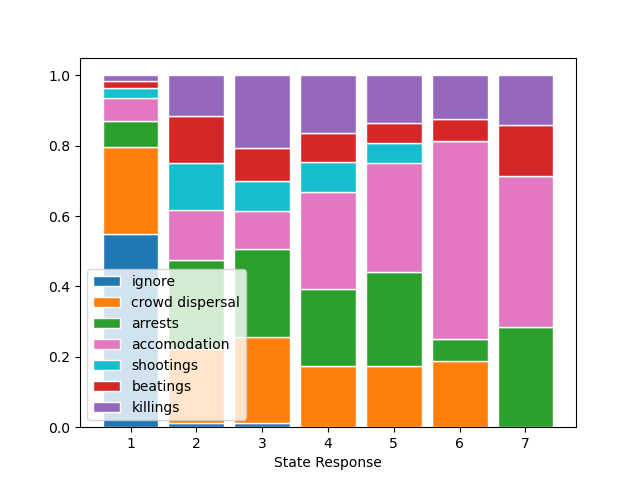 1.0
0.8
0.6
0.4
0.2
0.0
ignore
crowd dispersal
arrests
accomodation
shootings
beatings
killings
1 2 3 4 5 6 7
State Response